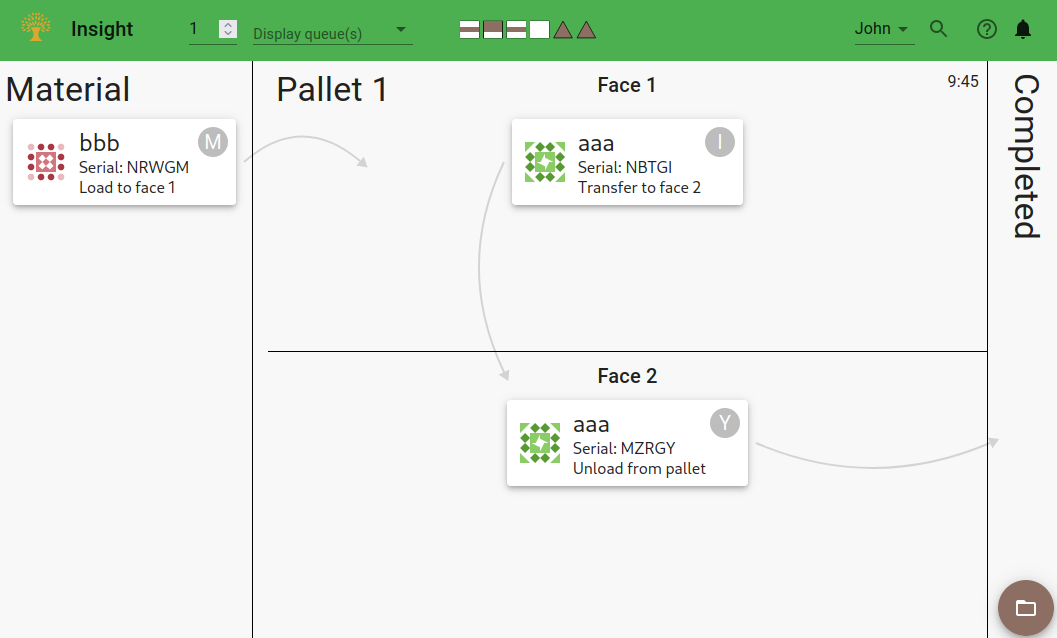 Insight
1
Display queue(s)
John
Material
bbb
M
Serial: NRWGM
Load to face 1
Pallet 1
Face 1
9:45
aaa
I
Serial: NBTGI
Transfer to face 2
Face 2
aaa
Y
Serial: MZRGY
Unload from pallet
Completed